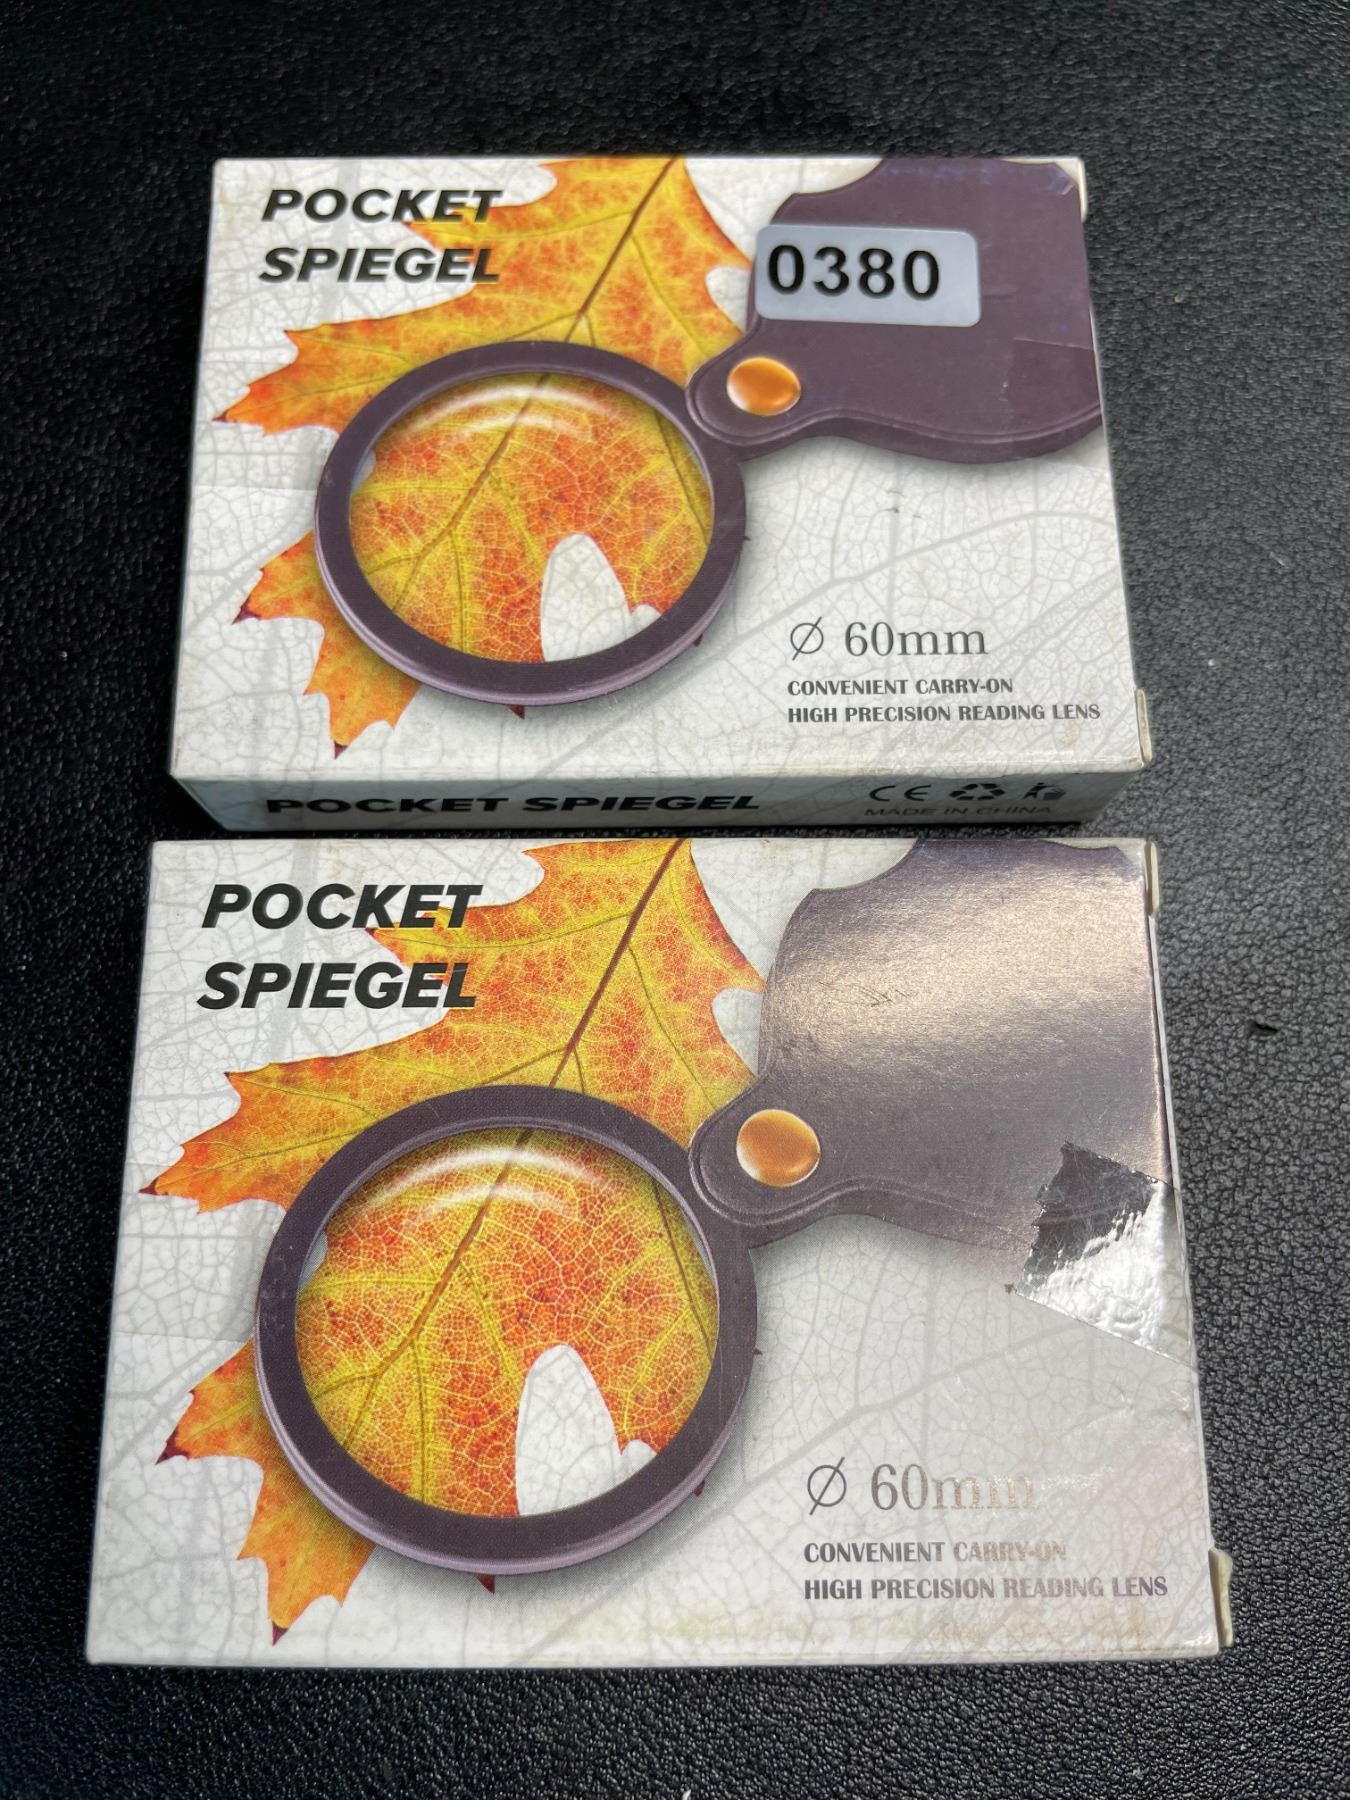 POCKET
SPIEGEL
0380
Ø 60mm
CONVENIENT CARRY-ON
HIGH PRECISION READING LENS
POCKET SPIEGEL
CE
MADE IN CHINA
POCKET
SPIEGEL
Ø 60mm
CONVENIENT CARRY-ON
HIGH PRECISION READING LENS